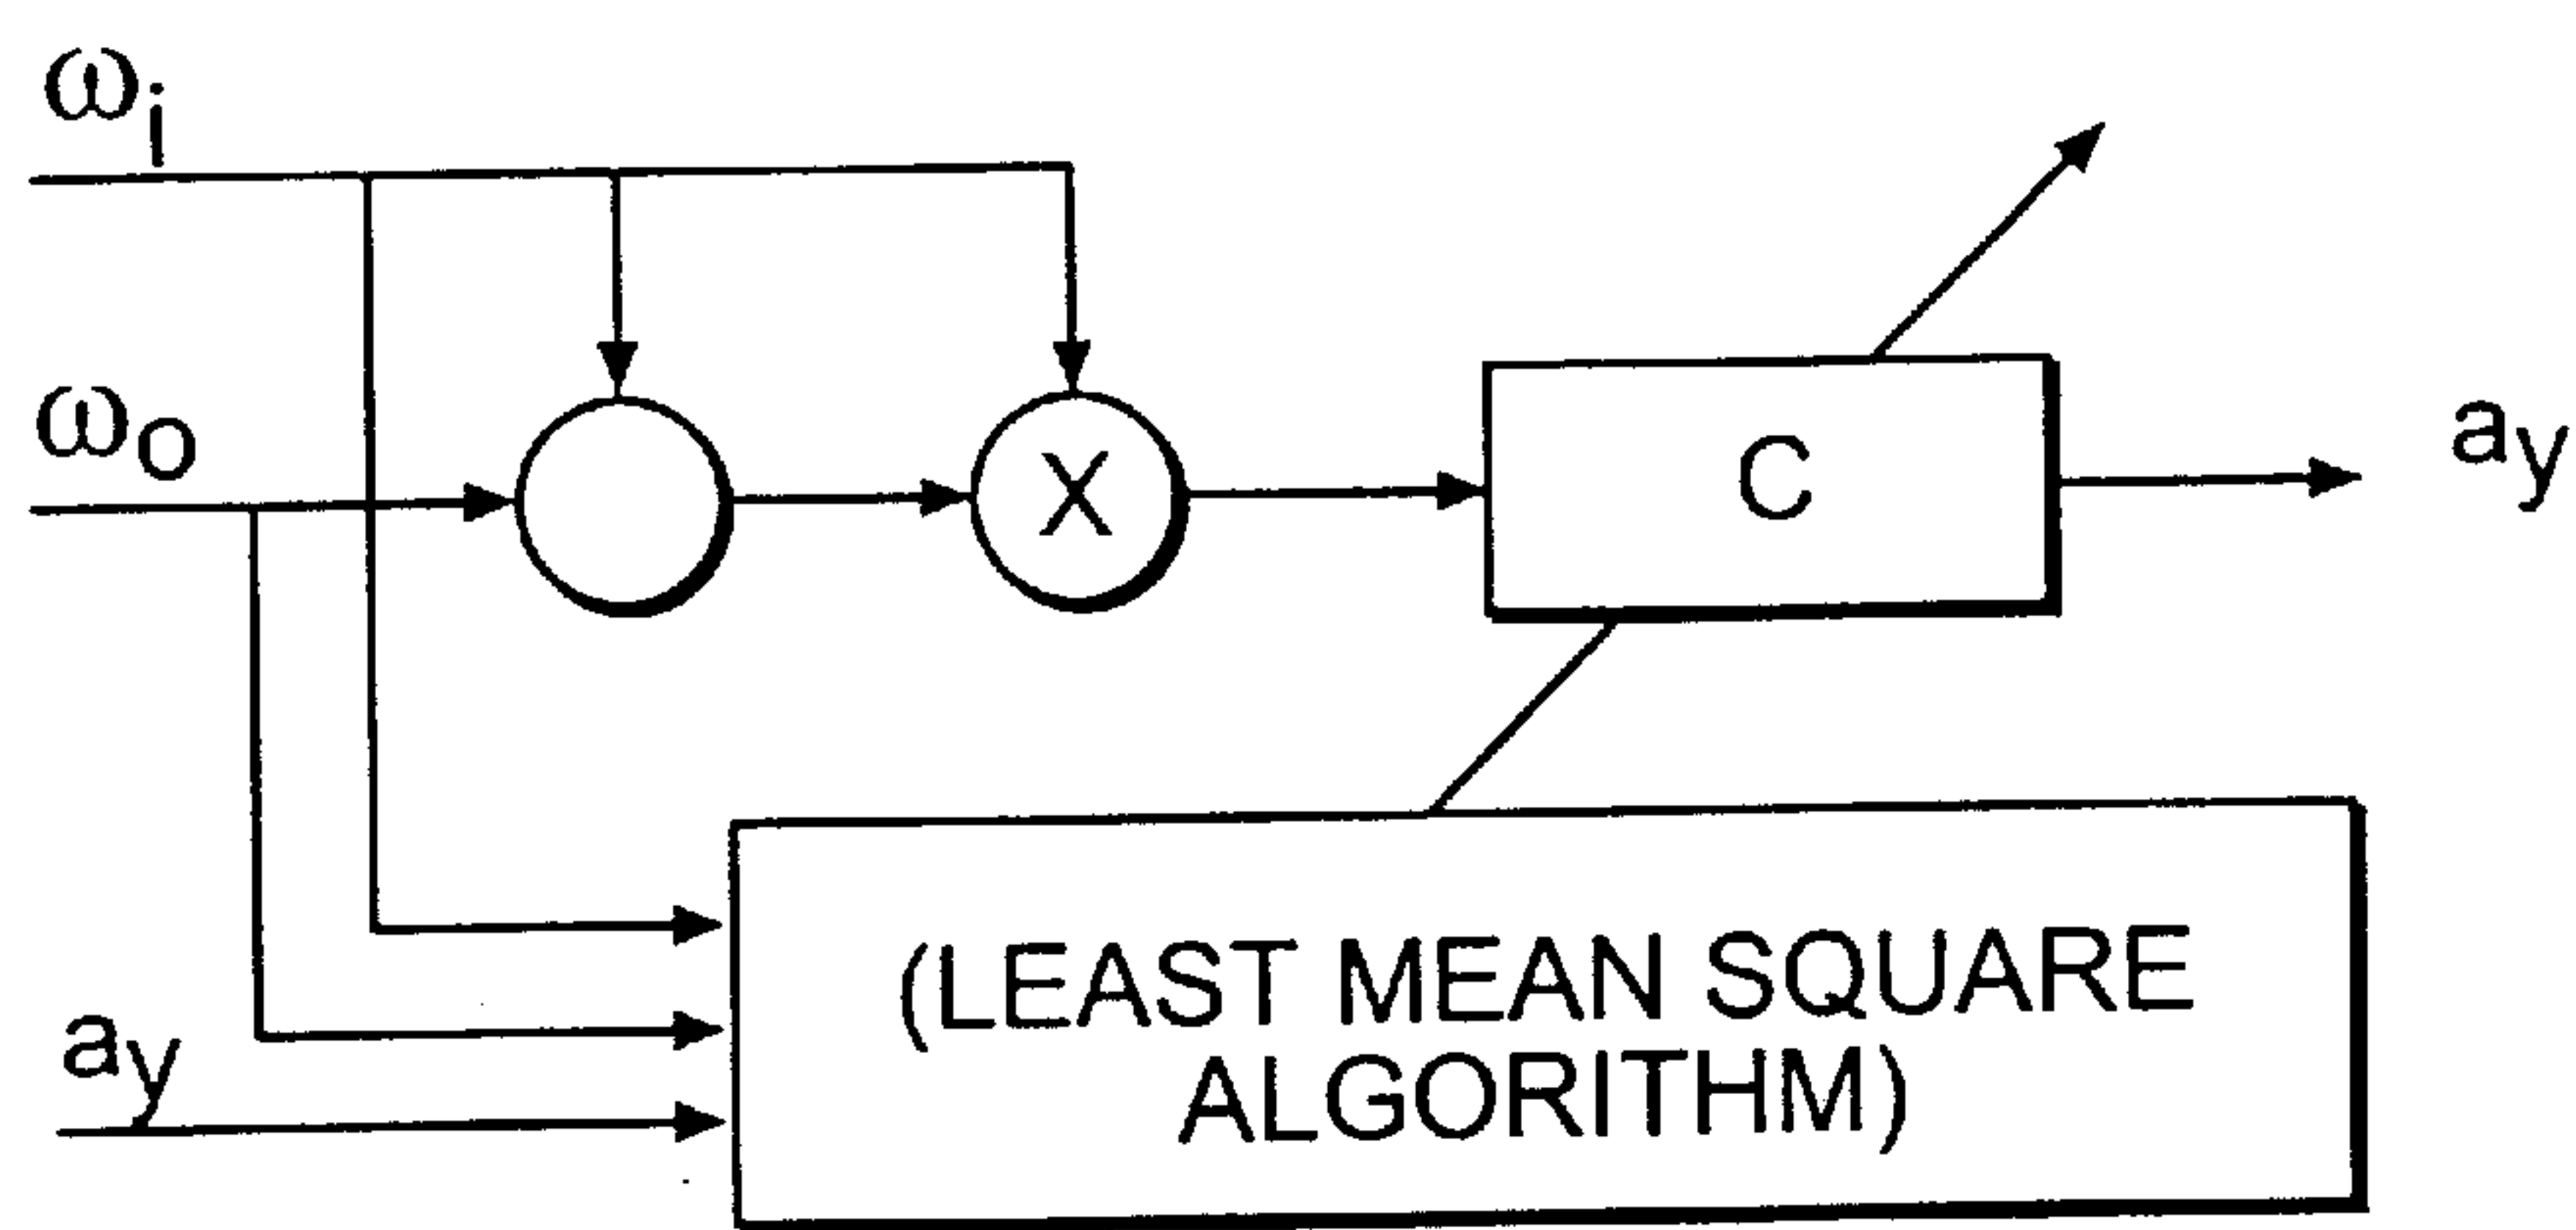 ωi
ωo
X
C
ay
ay
(LEAST MEAN SQUARE
ALGORITHM)